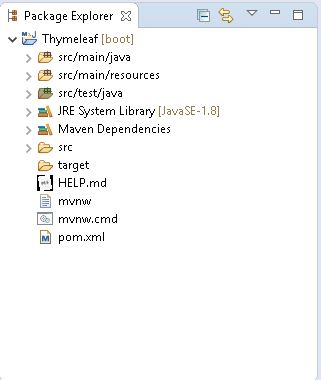 Package Explorer
Thymeleaf [boot]
src/main/java
src/main/resources
src/test/java
JRE System Library [JavaSE-1.8]
Maven Dependencies
src
target
HELP.md
mvnw
mvnw.cmd
pom.xml